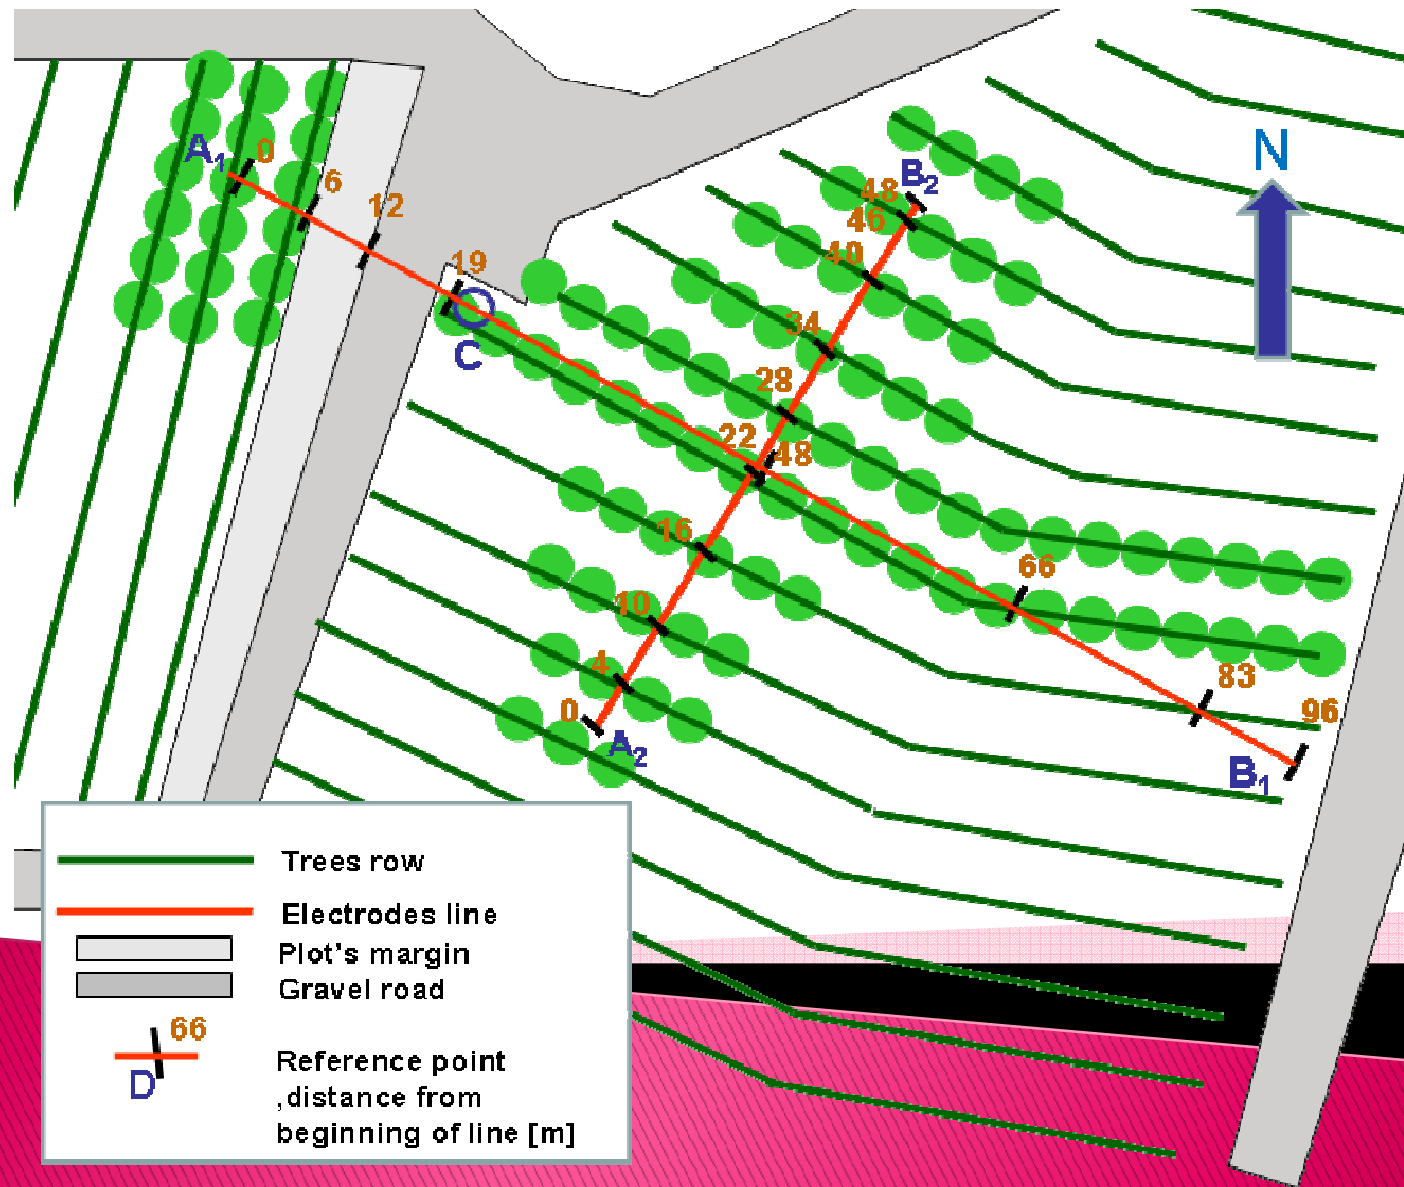 N
A1
0
6
12
19
C
B2
48
46
40
34
28
22
48
16
10
4
0
A2
66
83
96
B1
Trees row
Electrodes line
Plot's margin
Gravel road
66
D
Reference point
,distance from
beginning of line [m]